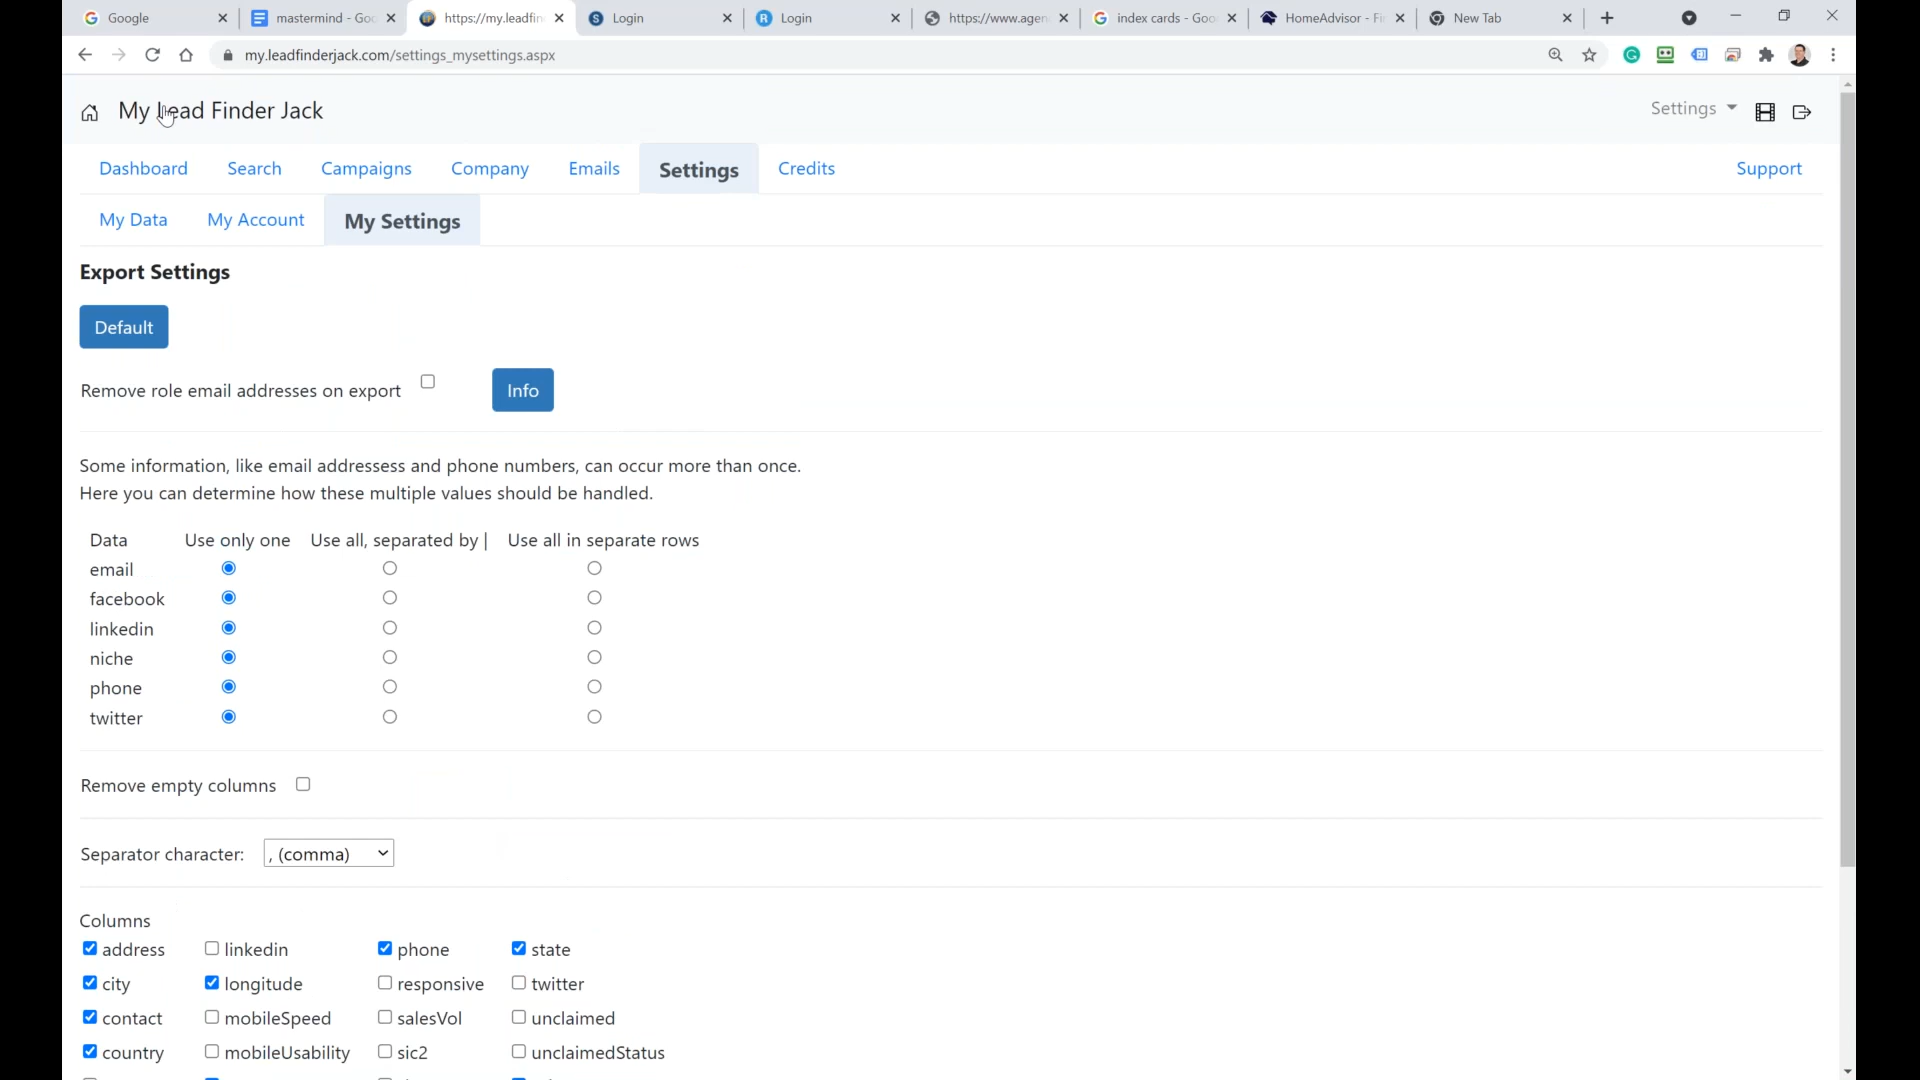 Google
mastermind - Goo
https://my.leadfin
Login
Login
https://www.agen
index cards - Goo
HomeAdvisor - Fi
New Tab
my.leadfinderjack.com/settings_mysettings.aspx
My Lead Finder Jack
Settings
Dashboard Search Campaigns Company Emails Settings Credits Support
My Data My Account My Settings
Export Settings
Default
Remove role email addresses on export Info
Some information, like email addressess and phone numbers, can occur more than once.
Here you can determine how these multiple values should be handled.
Data Use only one Use all, separated by | Use all in separate rows
email
facebook
linkedin
niche
phone
twitter
Remove empty columns
Separator character: , (comma)
Columns
address linkedin phone state
city longitude responsive twitter
contact mobileSpeed salesVol unclaimed
country mobileUsability sic2 unclaimedStatus